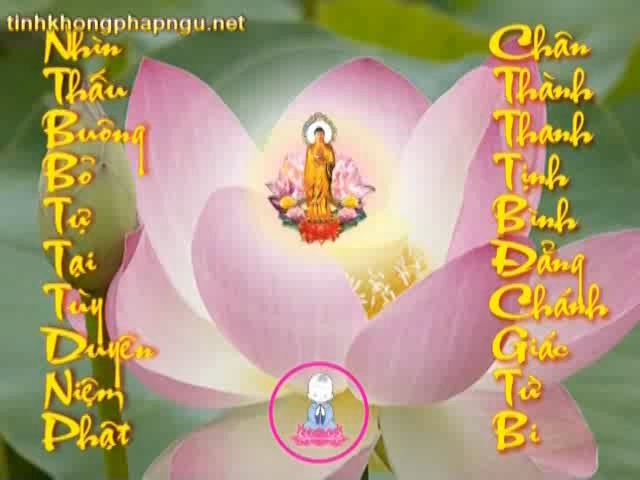 tinhkhongphapngu.net
Nhìn
Thấu
Buông
Bỏ
Tự
Tại
Tùy
Duyên
Niệm
Phật
Chân
Thành
Thanh
Tịnh
Bình
Đẳng
Chánh
Giác
Từ
Bi